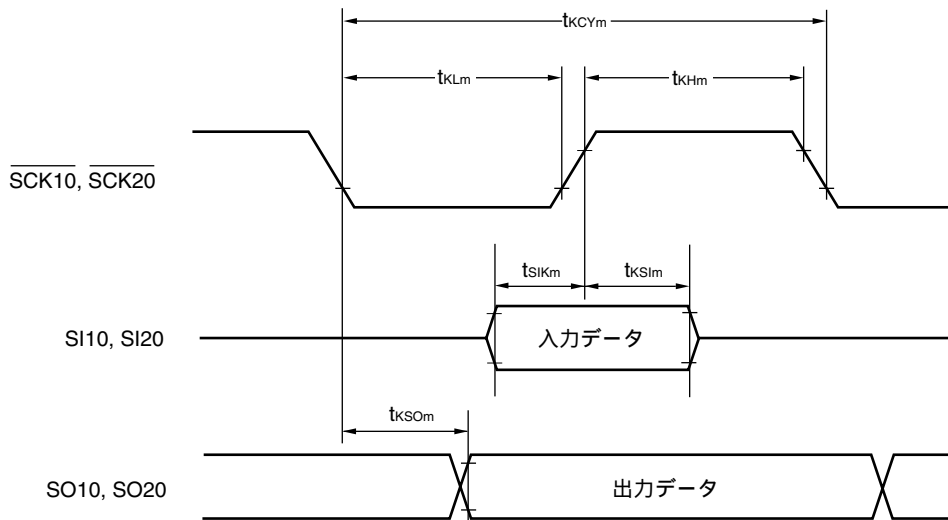 tKCYm
tKLm
tKHm
SCK10, SCK20
tSIKm
tKSIm
SI10, SI20
入力データ
tKSOm
SO10, SO20
出力データ